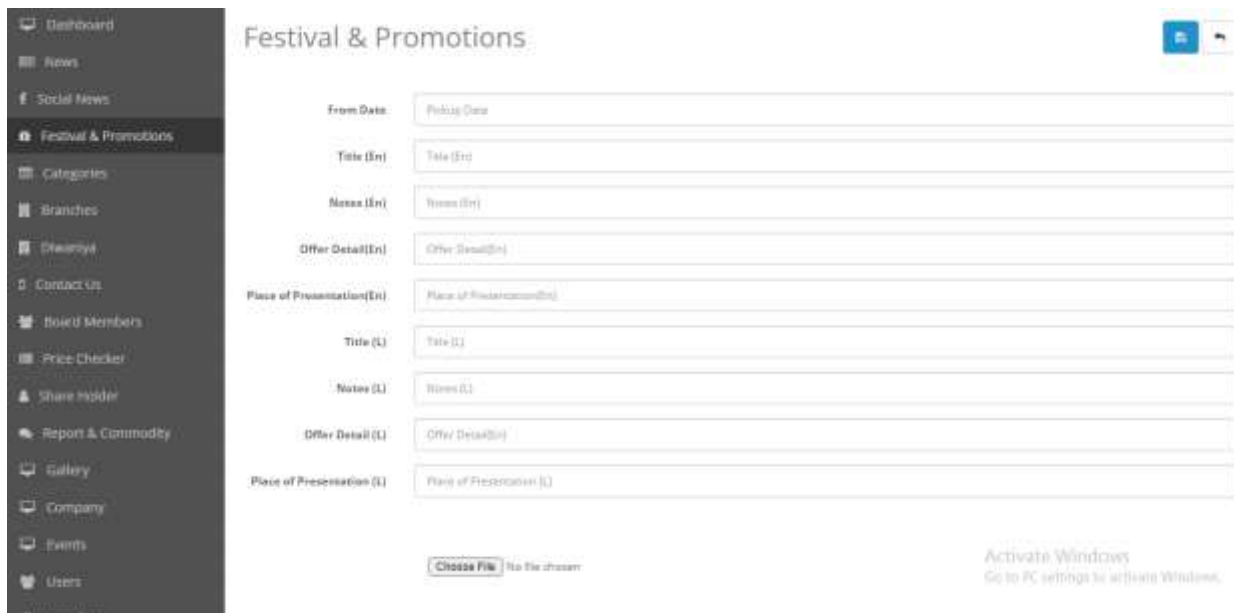 Dashboard
News
Social News
Festival & Promotions
Categories
Branches
Diwaniya
Contact Us
Board Members
Price Checker
Share Holder
Report & Commodity
Gallery
Company
Events
Users
Festival & Promotions
From Date
Pickup Date
Title (En)
Title (En)
Notes (En)
Notes (En)
Offer Detail(En)
Offer Detail(En)
Place of Presentation(En)
Place of Presentation(En)
Title (L)
Title (L)
Notes (L)
Notes (L)
Offer Detail (L)
Offer Detail(En)
Place of Presentation (L)
Place of Presentation (L)
Choose File No file chosen
Activate Windows
Go to PC settings to activate Windows.